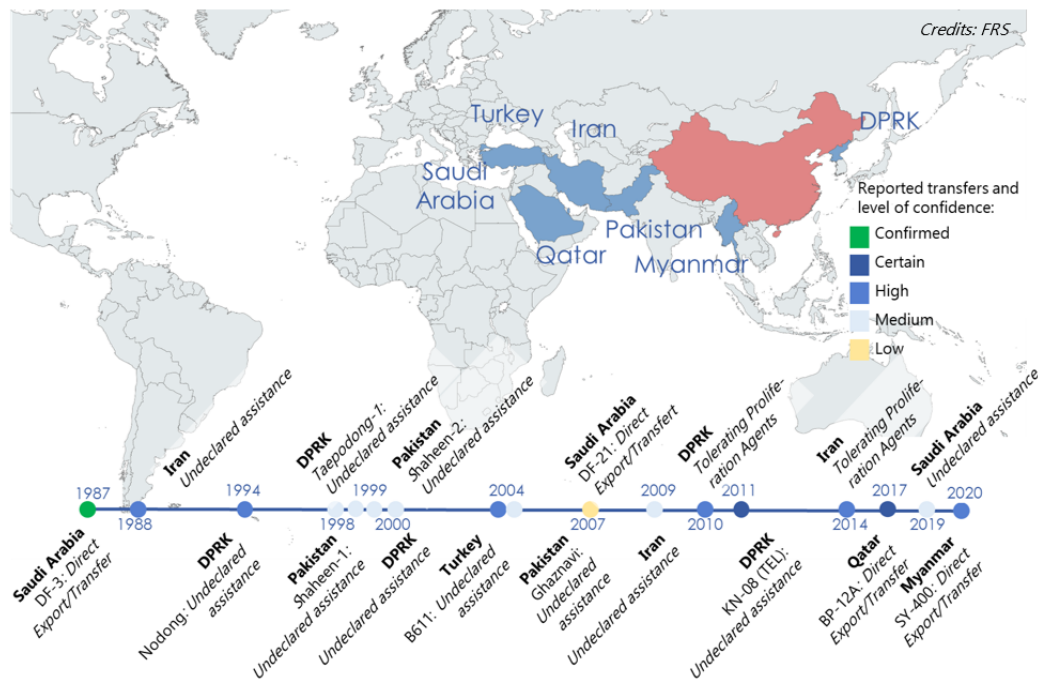 Credits: FRS
Turkey
Iran
DPRK
Saudi
Arabia
Pakistan
Qatar
Myanmar
Reported transfers and
level of confidence:
Confirmed
Certain
High
Medium
Low
Iran
Undeclared assistance
DPRK
Taepodong-1:
Undeclared assistance
Pakistan
Shaheen-2:
Undeclared assistance
Saudi Arabia
DF-21: Direct
Export/Transfert
DPRK
Tolerating Prolife-
ration Agents
Iran
Tolerating Prolife-
ration Agents
Saudi Arabia
Undeclared assistance
1987
1994
1999
2004
2009
2011
2017
2020
1988
1998
2000
2007
2010
2014
2019
Saudi Arabia
DF-3: Direct
Export/Transfer
DPRK
Nodong: Undeclared
assistance
Pakistan
Shaheen-1:
Undeclared assistance
DPRK
Undeclared assistance
Turkey
B611: Undeclared
assistance
Pakistan
Ghaznavi:
Undeclared
assistance
Iran
Undeclared assistance
DPRK
KN-08 (TEL):
Undeclared assistance
Qatar
BP-12A: Direct
Export/Transfer
Myanmar
SY-400: Direct
Export/Transfer